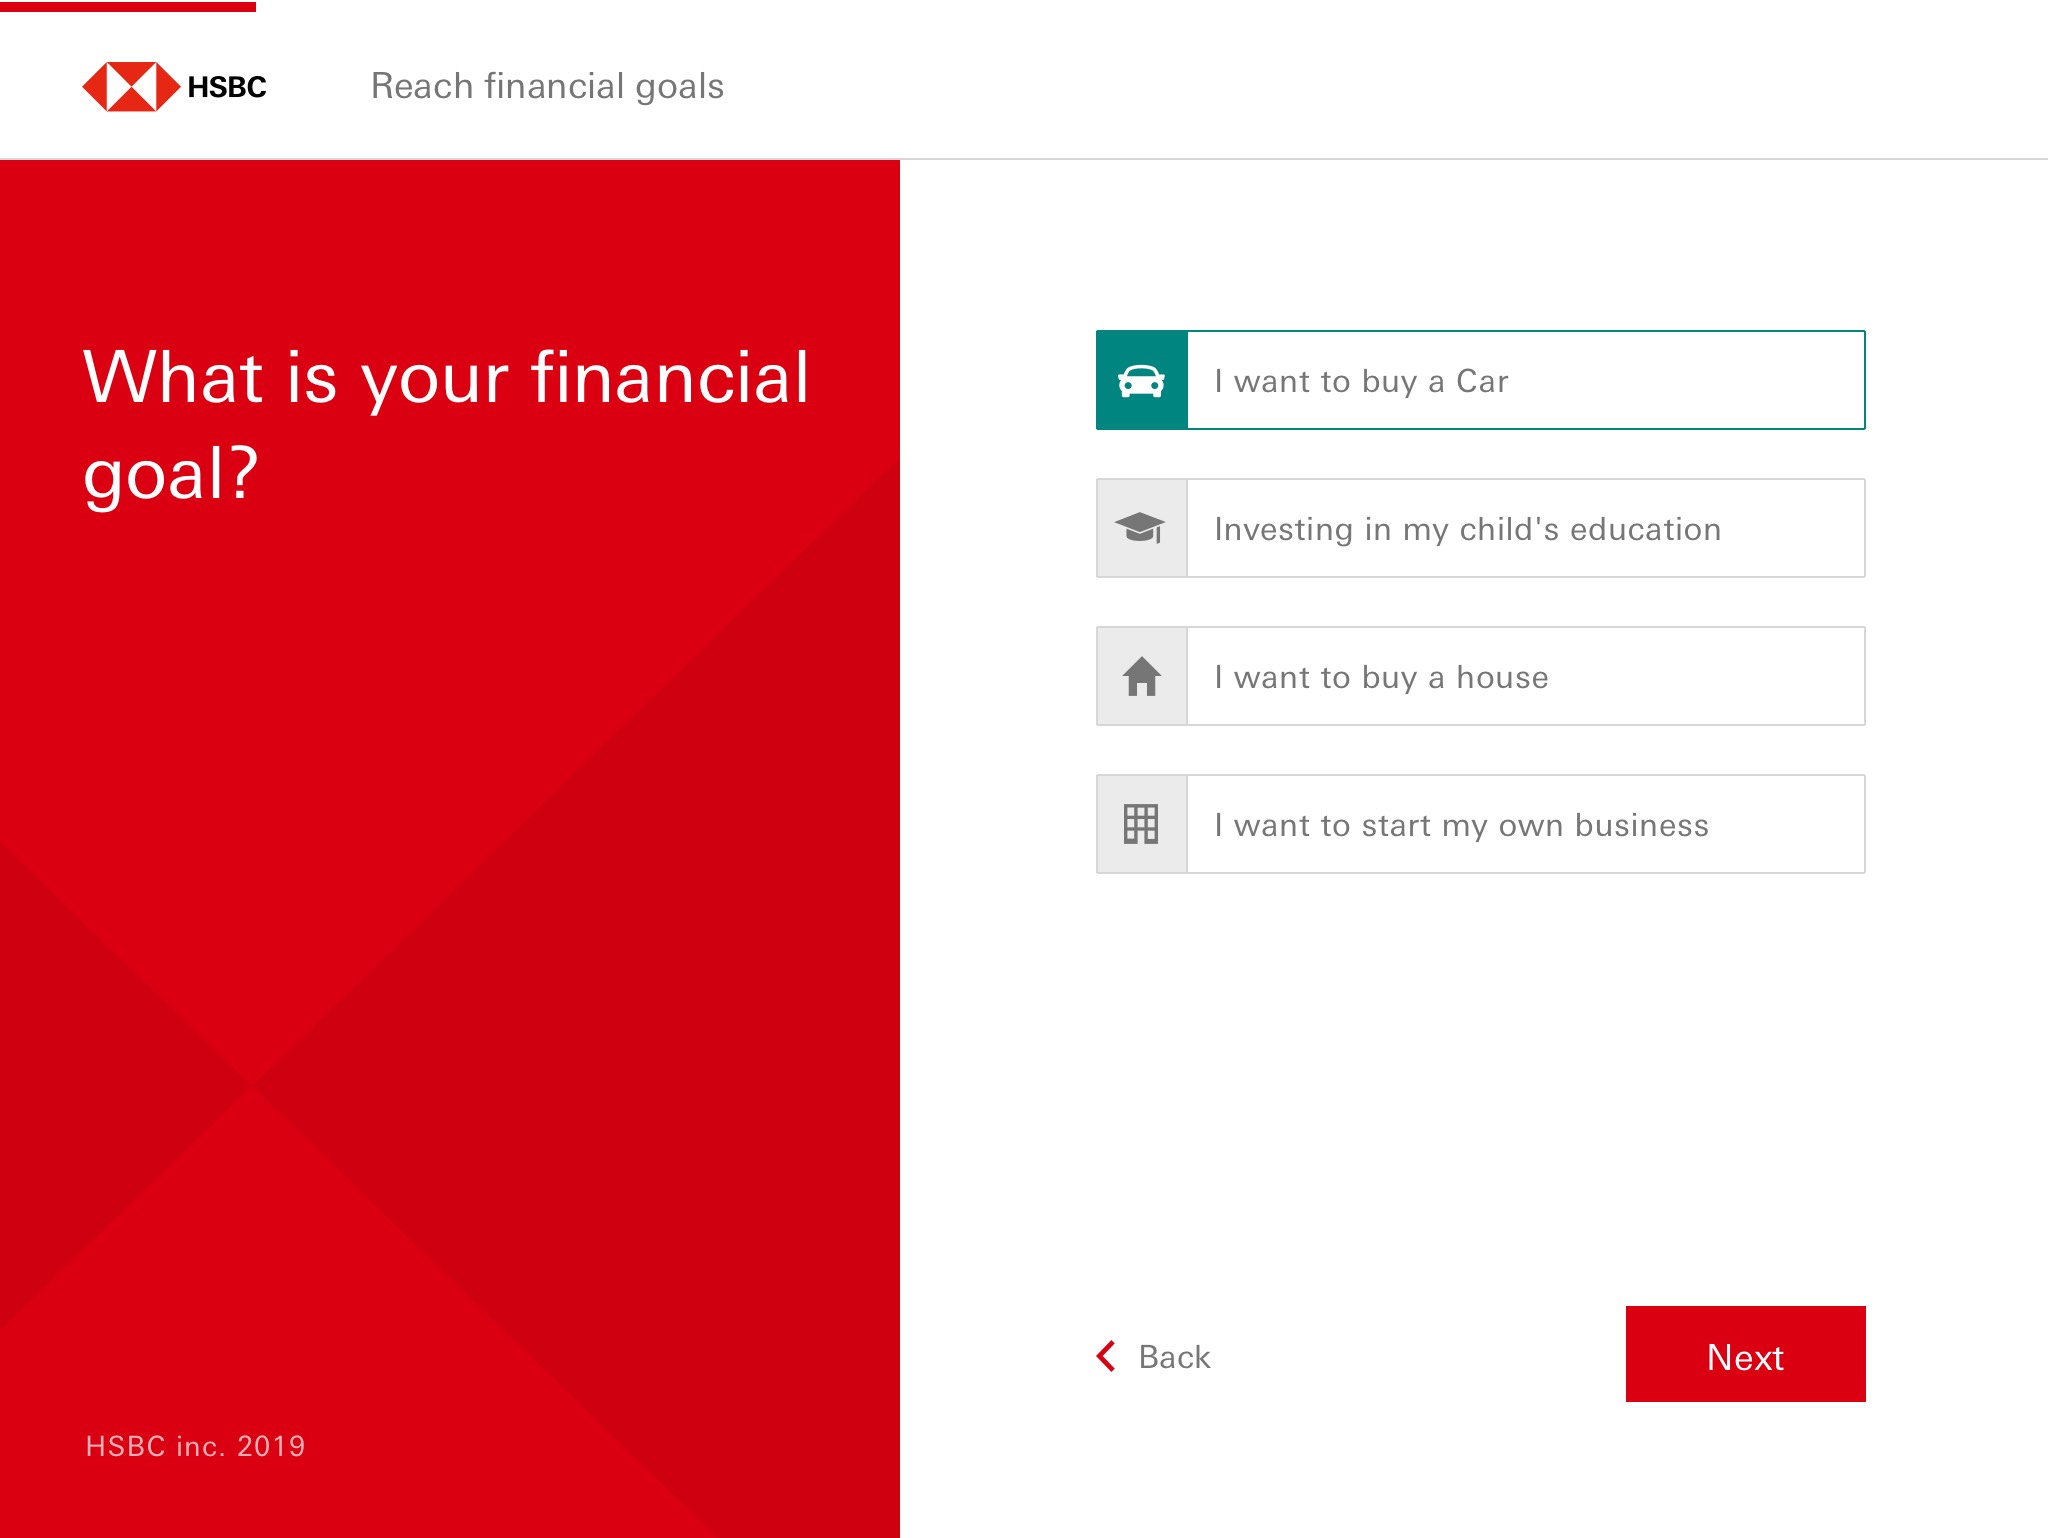 HSBC
Reach financial goals
What is your financial
goal?
I want to buy a Car
Investing in my child's education
I want to buy a house
I want to start my own business
Back
Next
HSBC inc. 2019